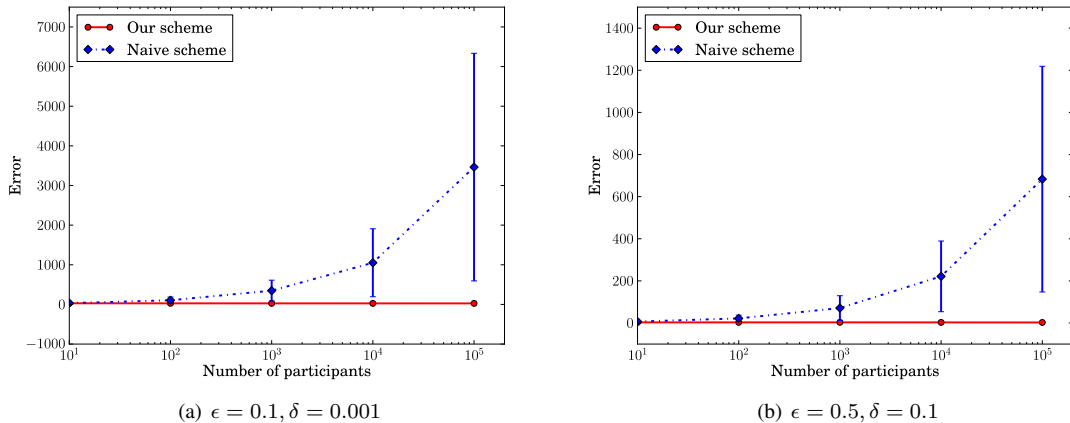 Our scheme
Naive scheme
7000
6000
5000
4000
3000
2000
1000
0
−1000
Error
10^1
10^2
10^3
10^4
10^5
Number of participants
(a) ϵ = 0.1, δ = 0.001
Our scheme
Naive scheme
1400
1200
1000
800
600
400
200
0
Error
10^1
10^2
10^3
10^4
10^5
Number of participants
(b) ϵ = 0.5, δ = 0.1